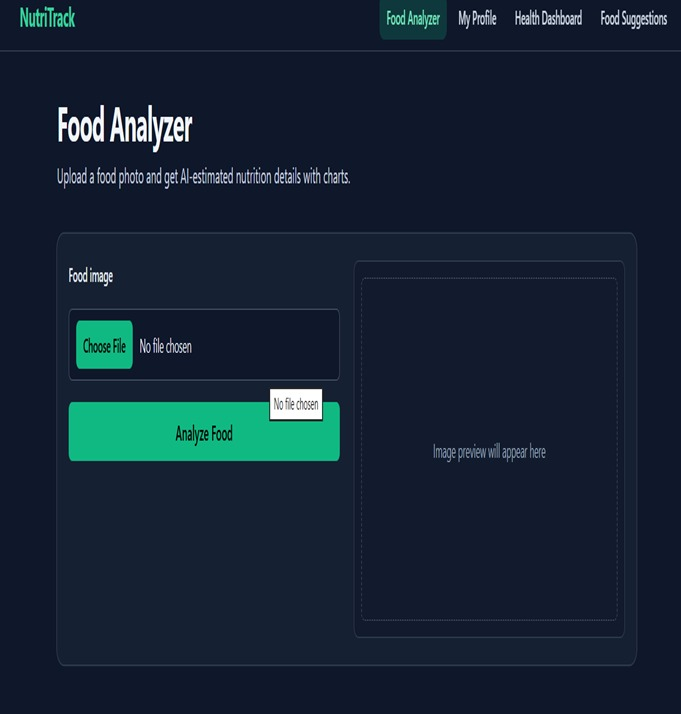 NutriTrack
Food Analyzer My Profile Health Dashboard Food Suggestions
Food Analyzer
Upload a food photo and get AI-estimated nutrition details with charts.
Food image
Choose File No file chosen
No file chosen
Analyze Food
Image preview will appear here